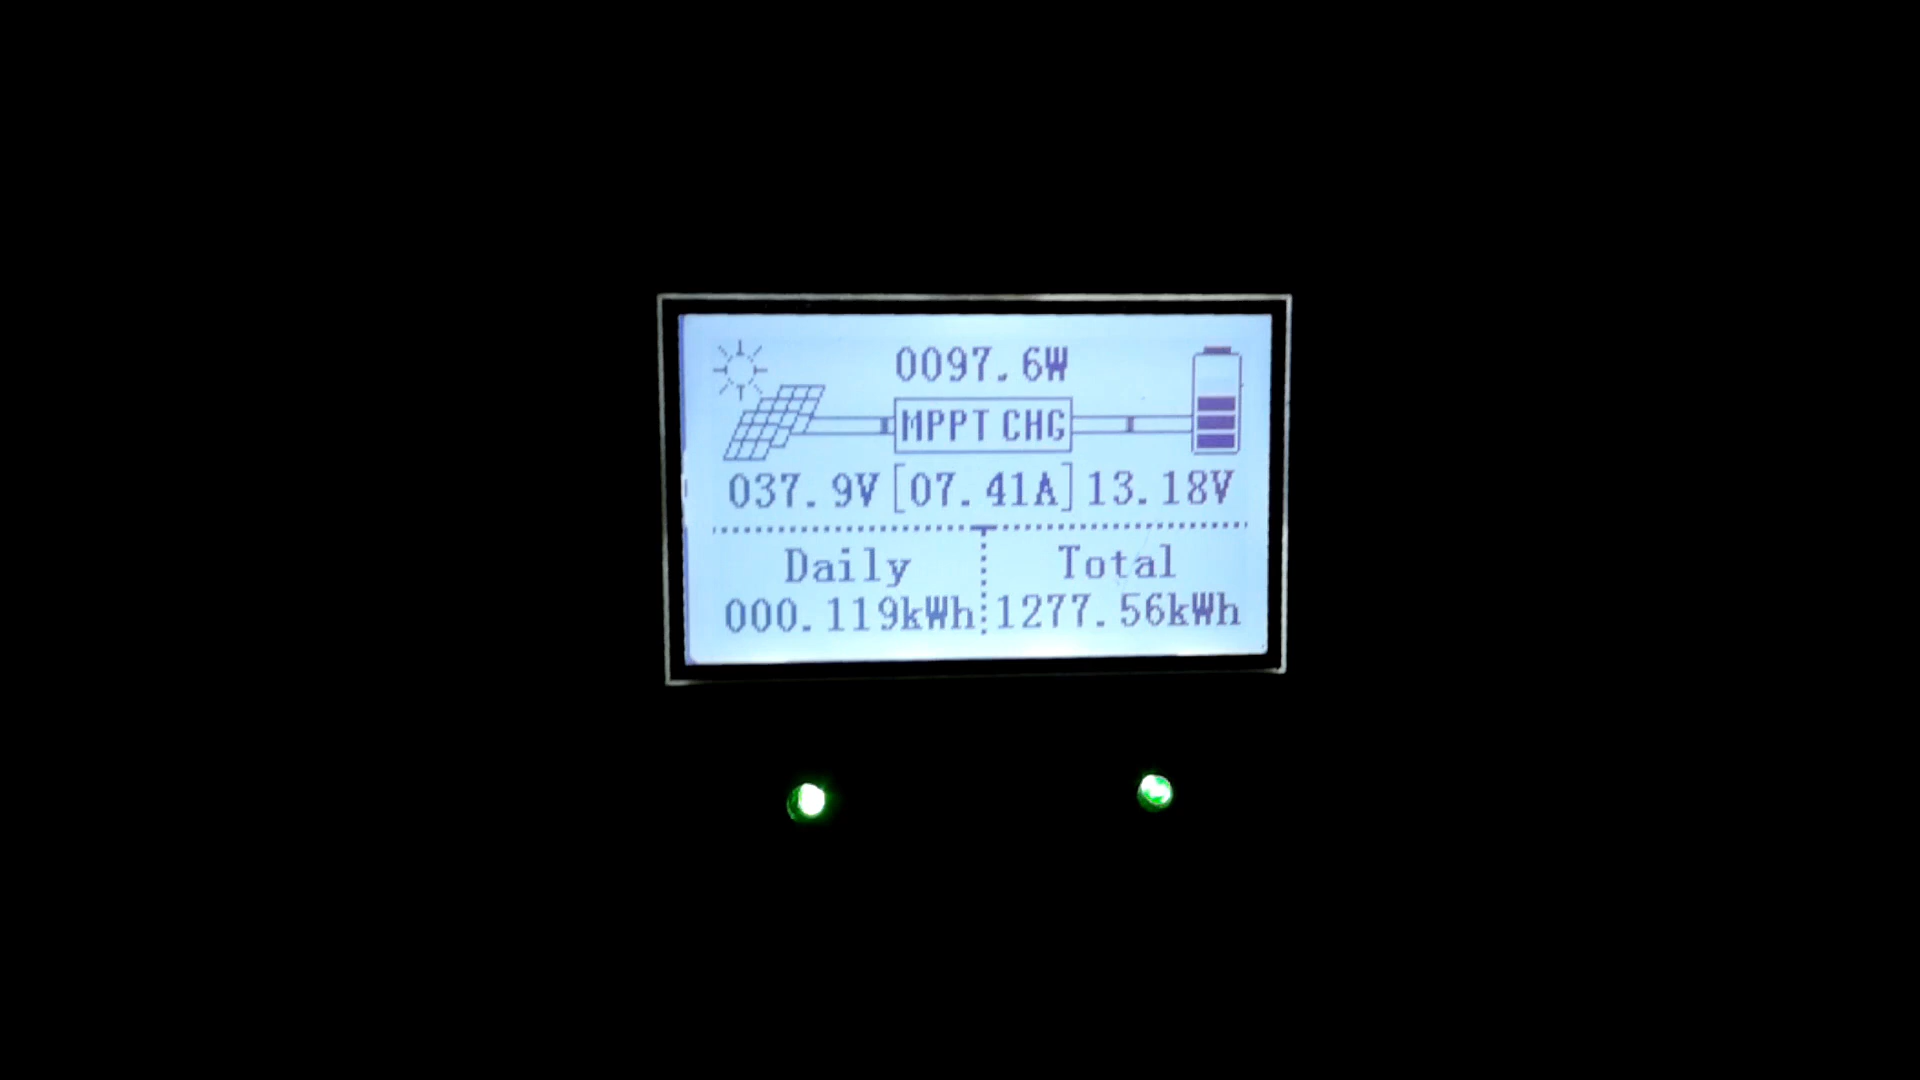 0097.6W
MPPT CHG
037.9V [07.41A] 13.18V
Daily Total
000.119kWh 1277.56kWh